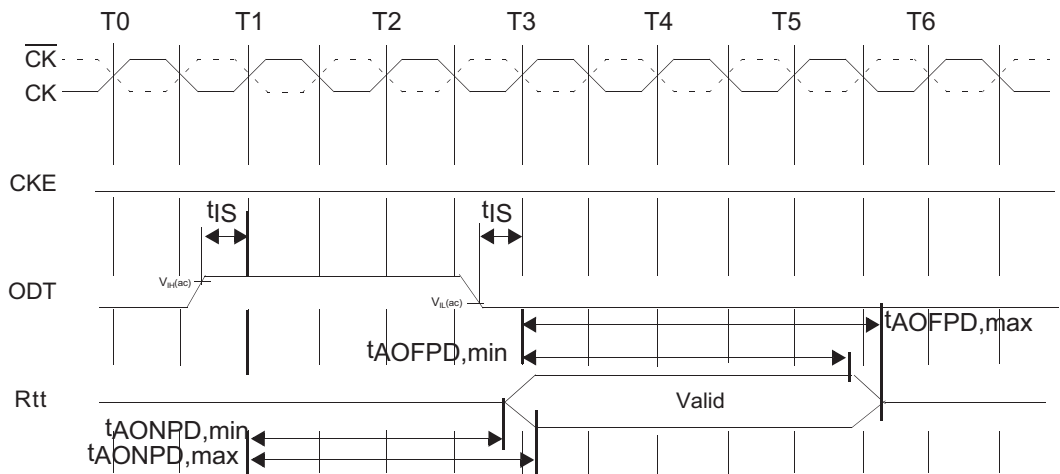 T0 T1 T2 T3 T4 T5 T6
CK
CK
CKE
tIS tIS
VIH(ac)
ODT
VIL(ac)
tAOFPD,max
tAOFPD,min
Rtt
Valid
tAONPD,min
tAONPD,max